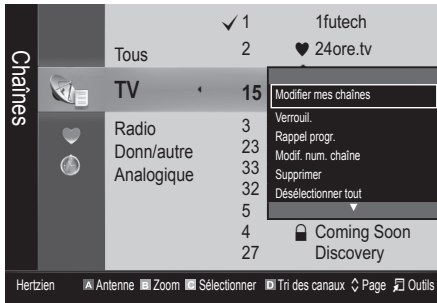 Chaînes
✓ 1 1futech
Tous 2 ♥ 24ore.tv
TV 15
Radio 3
Donn/autre 23
Analogique 33
32
5
4 Coming Soon
27 Discovery
Modifier mes chaînes
Verrouil.
Rappel progr.
Modif. num. chaîne
Supprimer
Désélectionner tout
▼
Hertzien A Antenne B Zoom C Sélectionner D Tri des canaux Page Outils